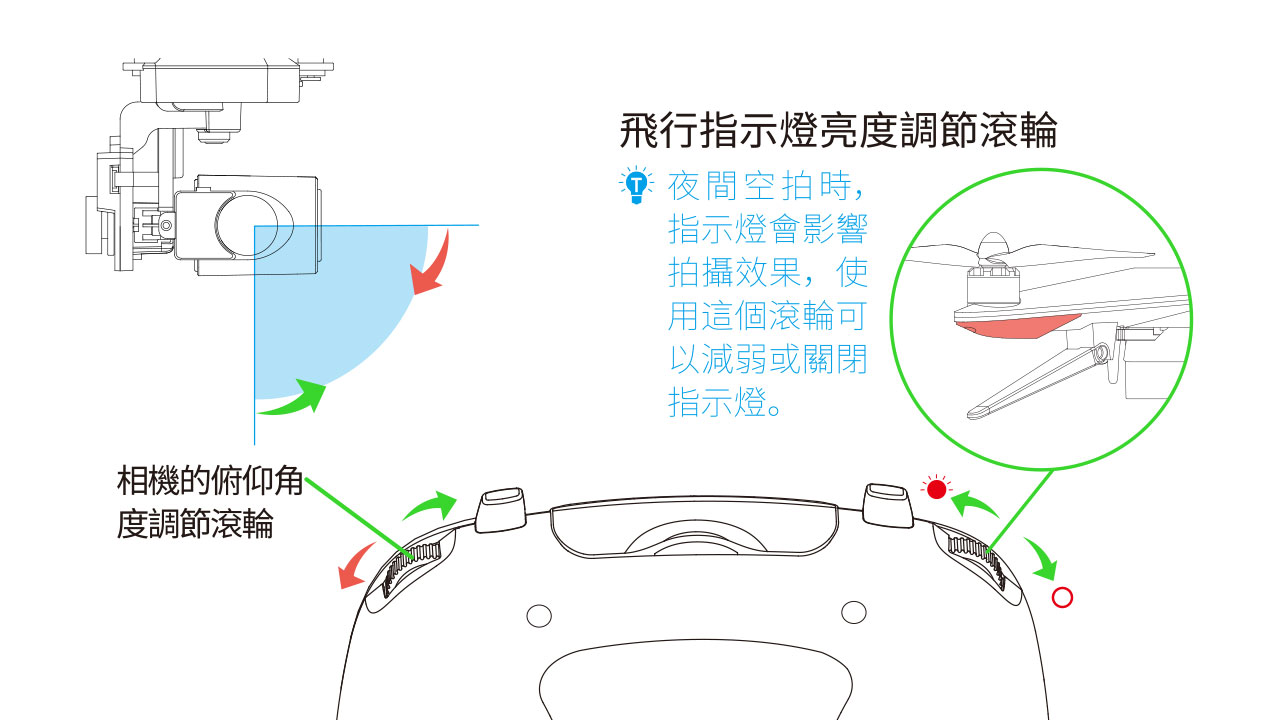 飛行指示燈亮度調節滾輪
T
夜間空拍時，
指示燈會影響
拍攝效果，使
用這個滾輪可
以減弱或關閉
指示燈。
相機的俯仰角
度調節滾輪